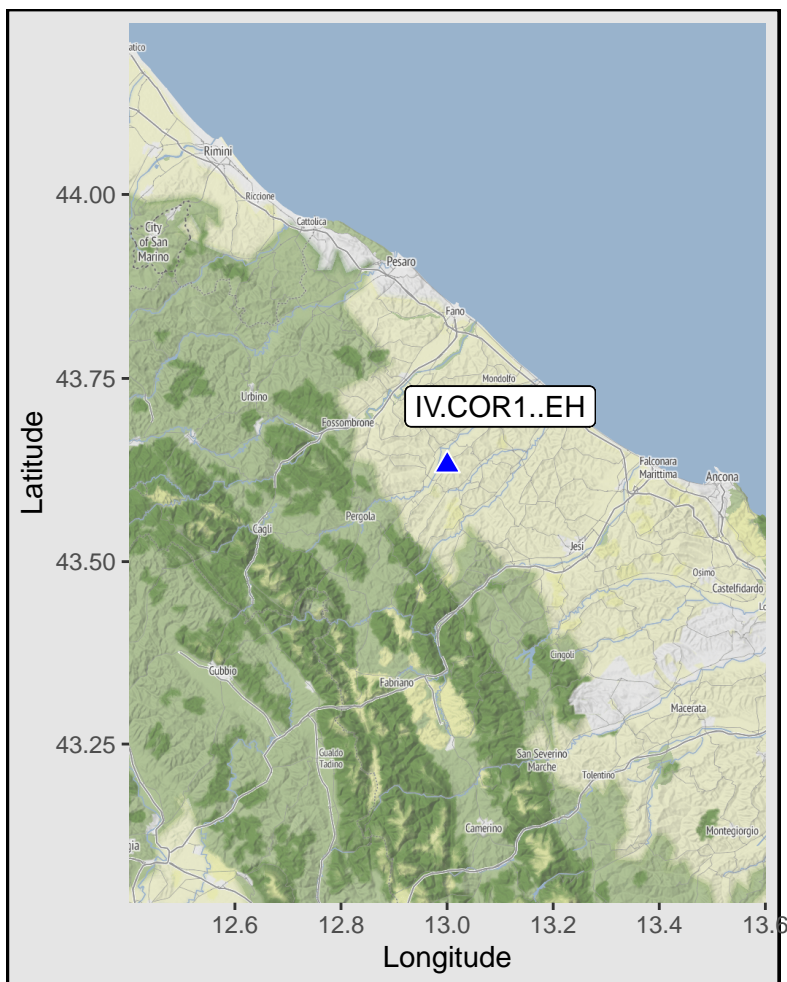 atico
Rimini
44.00
Riccione
City
of San
Marino
Cattolica
Pesaro
Fano
43.75
Mondolfo
Urbino
IV.COR1..EH
Fossombrone
Latitude
Falconara
Marittima
Ancona
Pergola
Cagli
Jesi
43.50
Osimo
Castelfidardo
Lo
Cingoli
Gubbio
Fabriano
Macerata
43.25
Gualdo
Tadino
San Severino
Marche
Tolentino
Camerino
Montegiorgio
gia
12.6
12.8
13.0
13.2
13.4
13.6
Longitude